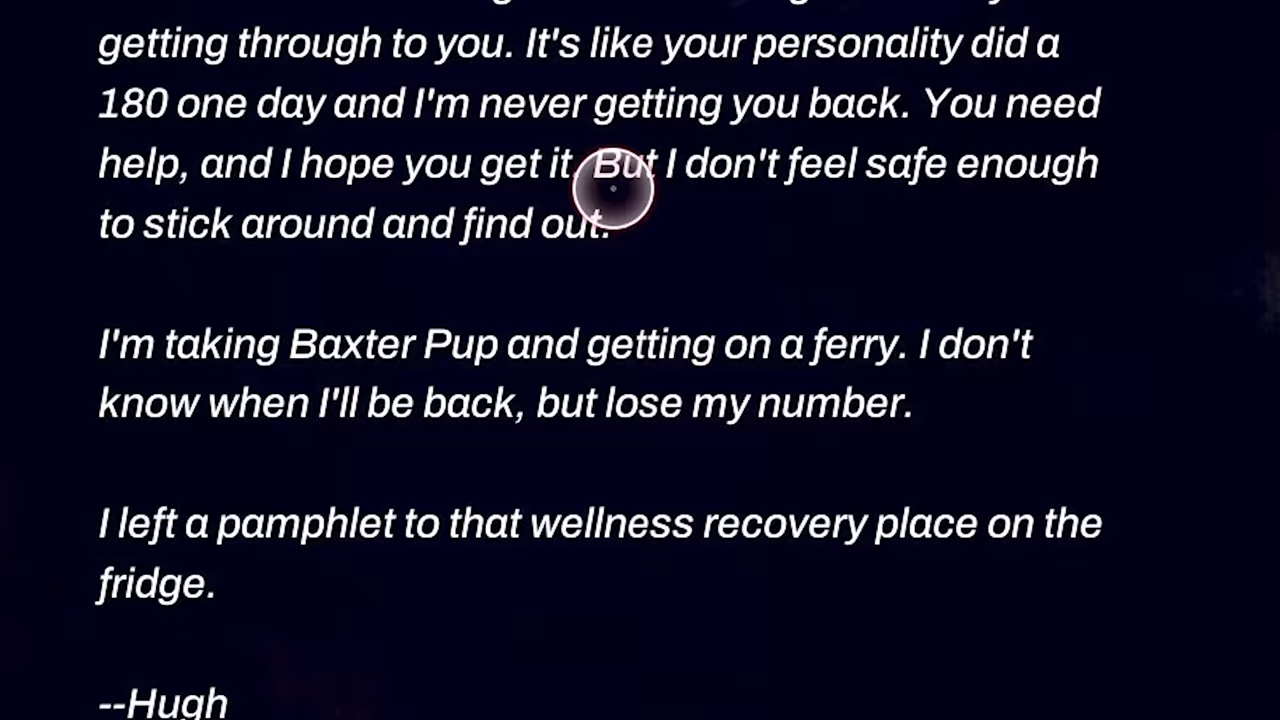 getting through to you. It's like your personality did a
180 one day and I'm never getting you back. You need
help, and I hope you get it. But I don't feel safe enough
to stick around and find out.
I'm taking Baxter Pup and getting on a ferry. I don't
know when I'll be back, but lose my number.
I left a pamphlet to that wellness recovery place on the
fridge.
--Hugh